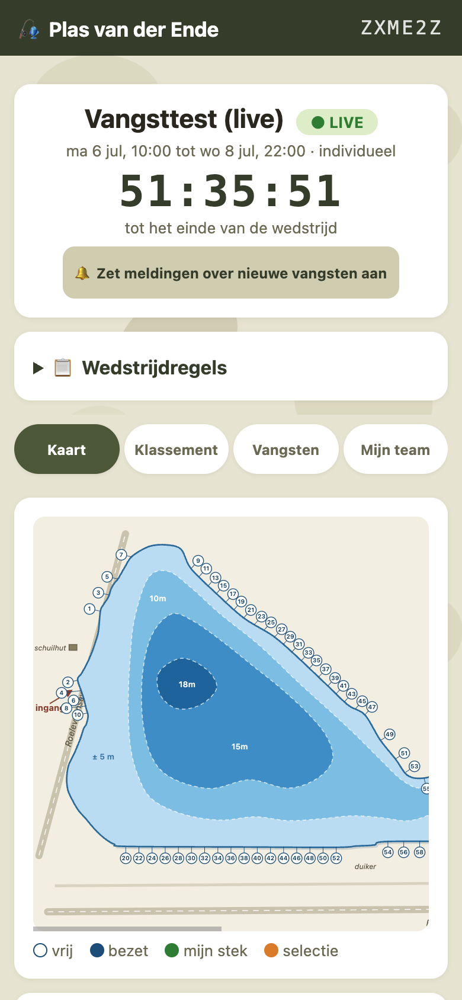 Plas van der Ende
ZXME2Z
Vangsttest (live)
LIVE
ma 6 jul, 10:00 tot wo 8 jul, 22:00 · individueel
51:35:51
tot het einde van de wedstrijd
Zet meldingen over nieuwe vangsten aan
Wedstrijdregels
Kaart
Klassement
Vangsten
Mijn team
7
9
11
5
13
15
3
17
10m
19
1
21
23
25
27
29
schuilhut
31
33
35
37
39
2
18m
41
4
43
6
45
ingang
8
47
10
49
15m
51
± 5 m
53
55
20 22 24 26 28 30 32 34 36 38 40 42 44 46 48 50 52
54 56 58
duiker
vrij
bezet
mijn stek
selectie